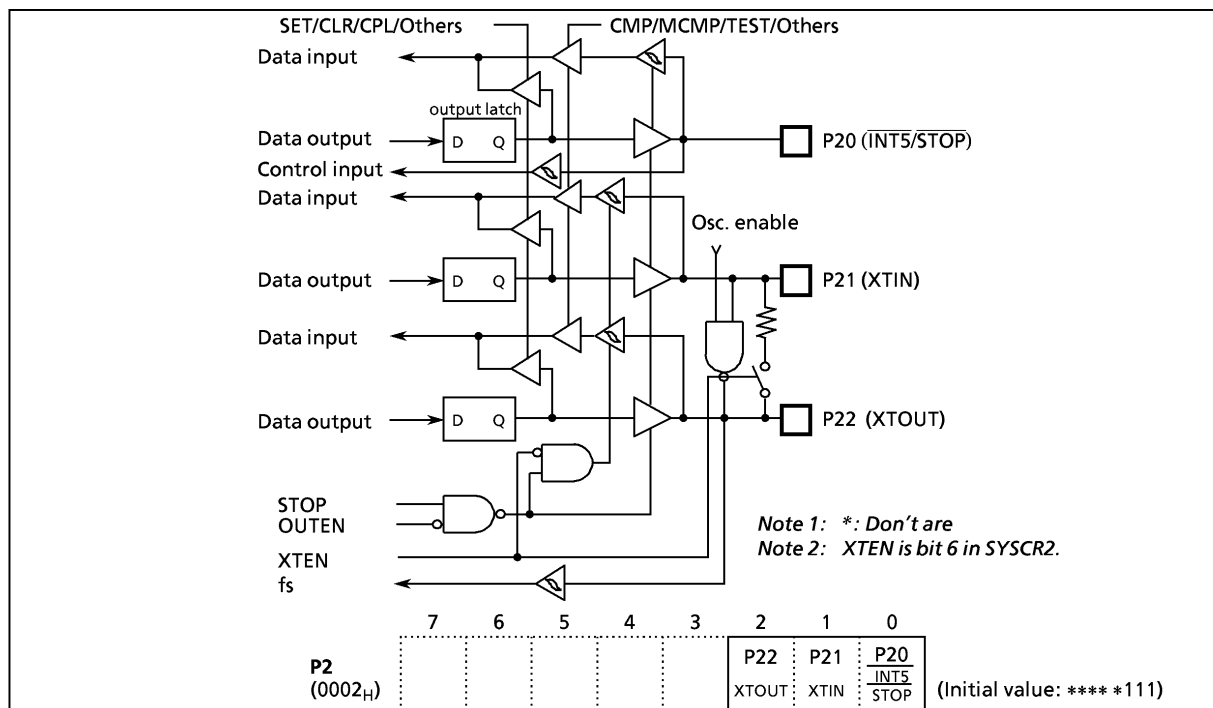 SET/CLR/CPL/Others CMP/MCMP/TEST/Others
Data input
output latch
Data output D Q P20 (INT5/STOP)
Control input
Data input
Osc. enable
Data output D Q P21 (XTIN)
Data input
Data output D Q P22 (XTOUT)
STOP
OUTEN
Note 1: *: Don't are
Note 2: XTEN is bit 6 in SYSCR2.
XTEN
fs
7 6 5 4 3 2 1 0
P2 (0002H)
P22 P21 P20
XTOUT XTIN INT5 STOP
(Initial value: **** *111)